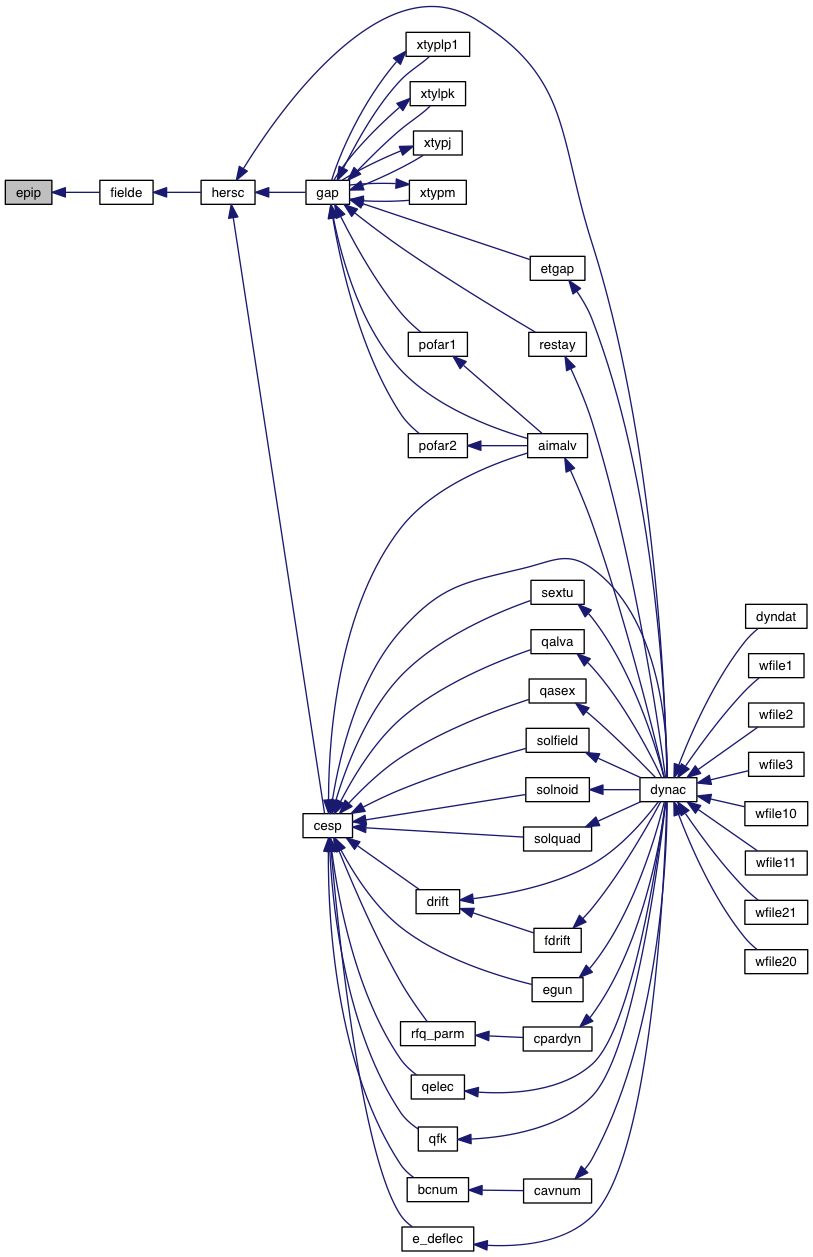 xtyplp1
xtylpk
xtypj
epip
fielde
hersc
gap
xtypm
etgap
pofar1
restay
pofar2
aimalv
sextu
dyndat
qalva
wfile1
qasex
wfile2
solfield
wfile3
solnoid
dynac
wfile10
cesp
solquad
wfile11
drift
wfile21
fdrift
wfile20
egun
rfq_parm
cpardyn
qelec
qfk
bcnum
cavnum
e_deflec